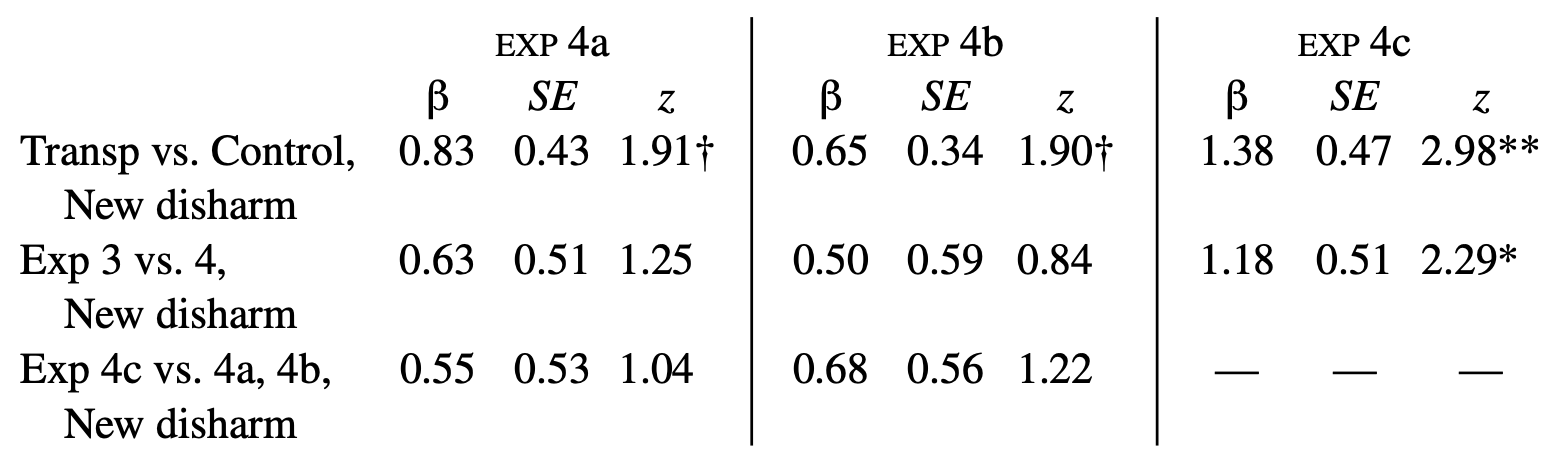 EXP 4a EXP 4b EXP 4c
β SE z β SE z β SE z
Transp vs. Control, 0.83 0.43 1.91† 0.65 0.34 1.90† 1.38 0.47 2.98**
New disharm
Exp 3 vs. 4, 0.63 0.51 1.25 0.50 0.59 0.84 1.18 0.51 2.29*
New disharm
Exp 4c vs. 4a, 4b, 0.55 0.53 1.04 0.68 0.56 1.22 — — —
New disharm